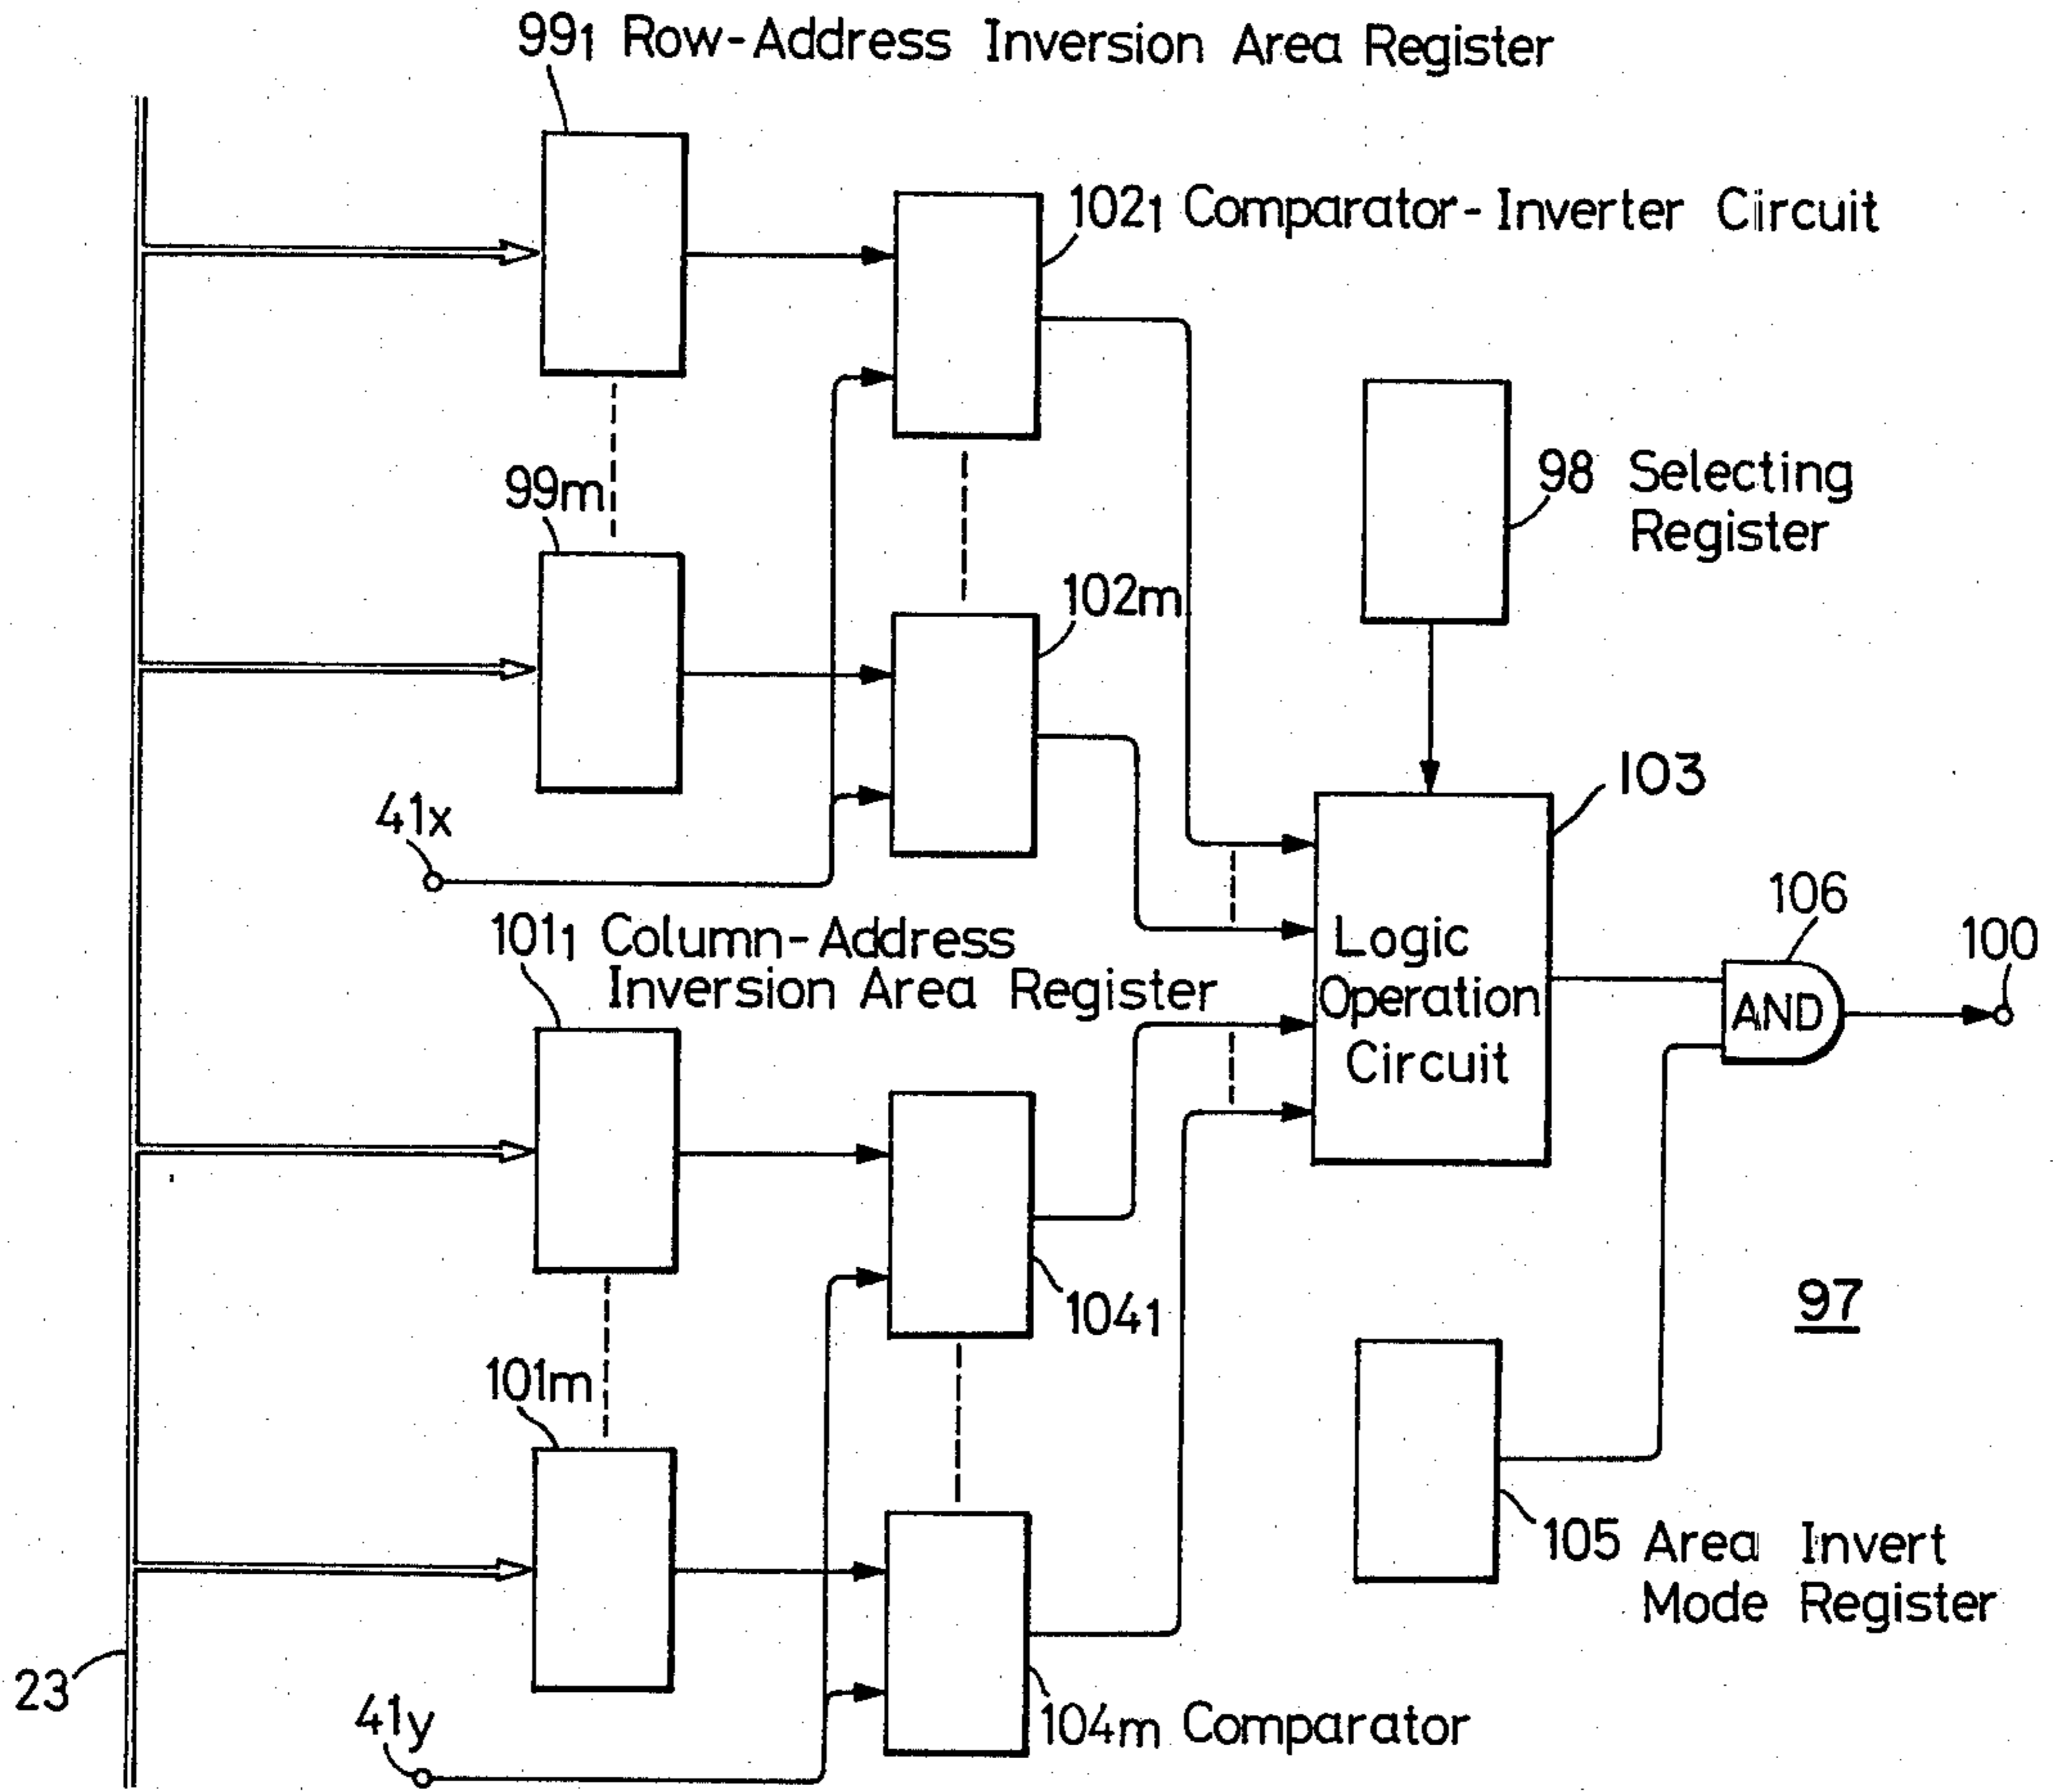 99₁ Row-Address Inversion Area Register
102₁ Comparator-Inverter Circuit
98 Selecting
Register
99m
102m
103
41x
106
100
101₁ Column-Address
Inversion Area Register
Logic
Operation
Circuit
AND
104₁
97
101m
105 Area Invert
Mode Register
23
41y
104m Comparator